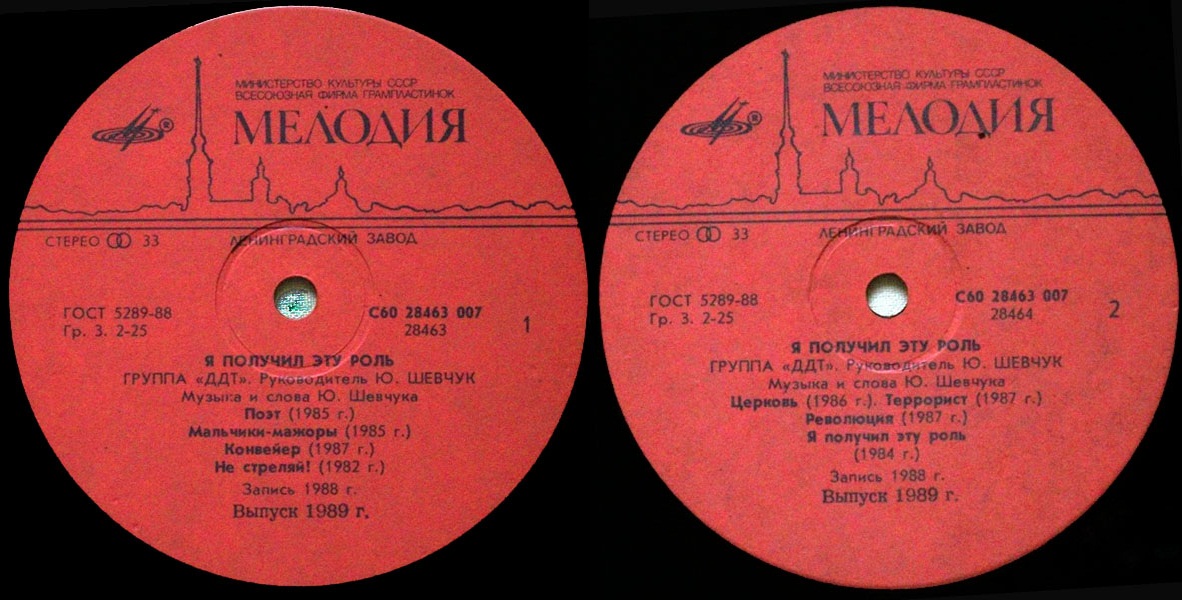 МИНИСТЕРСТВО КУЛЬТУРЫ СССР
ВСЕСОЮЗНАЯ ФИРМА ГРАМПЛАСТИНОК
® МЕЛОДИЯ
СТЕРЕО 33 ЛЕНИНГРАДСКИЙ ЗАВОД
ГОСТ 5289-88
Гр. 3. 2-25
С60 28463 007
28463
1
Я ПОЛУЧИЛ ЭТУ РОЛЬ
ГРУППА «ДДТ». Руководитель Ю. ШЕВЧУК
Музыка и слова Ю. Шевчука
Поэт (1985 г.)
Мальчики-мажоры (1985 г.)
Конвейер (1987 г.)
Не стреляй! (1982 г.)
Запись 1988 г.
Выпуск 1989 г.
МИНИСТЕРСТВО КУЛЬТУРЫ СССР
ВСЕСОЮЗНАЯ ФИРМА ГРАМПЛАСТИНОК
® МЕЛОДИЯ
СТЕРЕО 33 ЛЕНИНГРАДСКИЙ ЗАВОД
ГОСТ 5289-88
Гр. 3. 2-25
С60 28463 007
28464
2
Я ПОЛУЧИЛ ЭТУ РОЛЬ
ГРУППА «ДДТ». Руководитель Ю. ШЕВЧУК
Музыка и слова Ю. Шевчука
Церковь (1986 г.). Террорист (1987 г.)
Революция (1987 г.)
Я получил эту роль
(1984 г.)
Запись 1988 г.
Выпуск 1989 г.